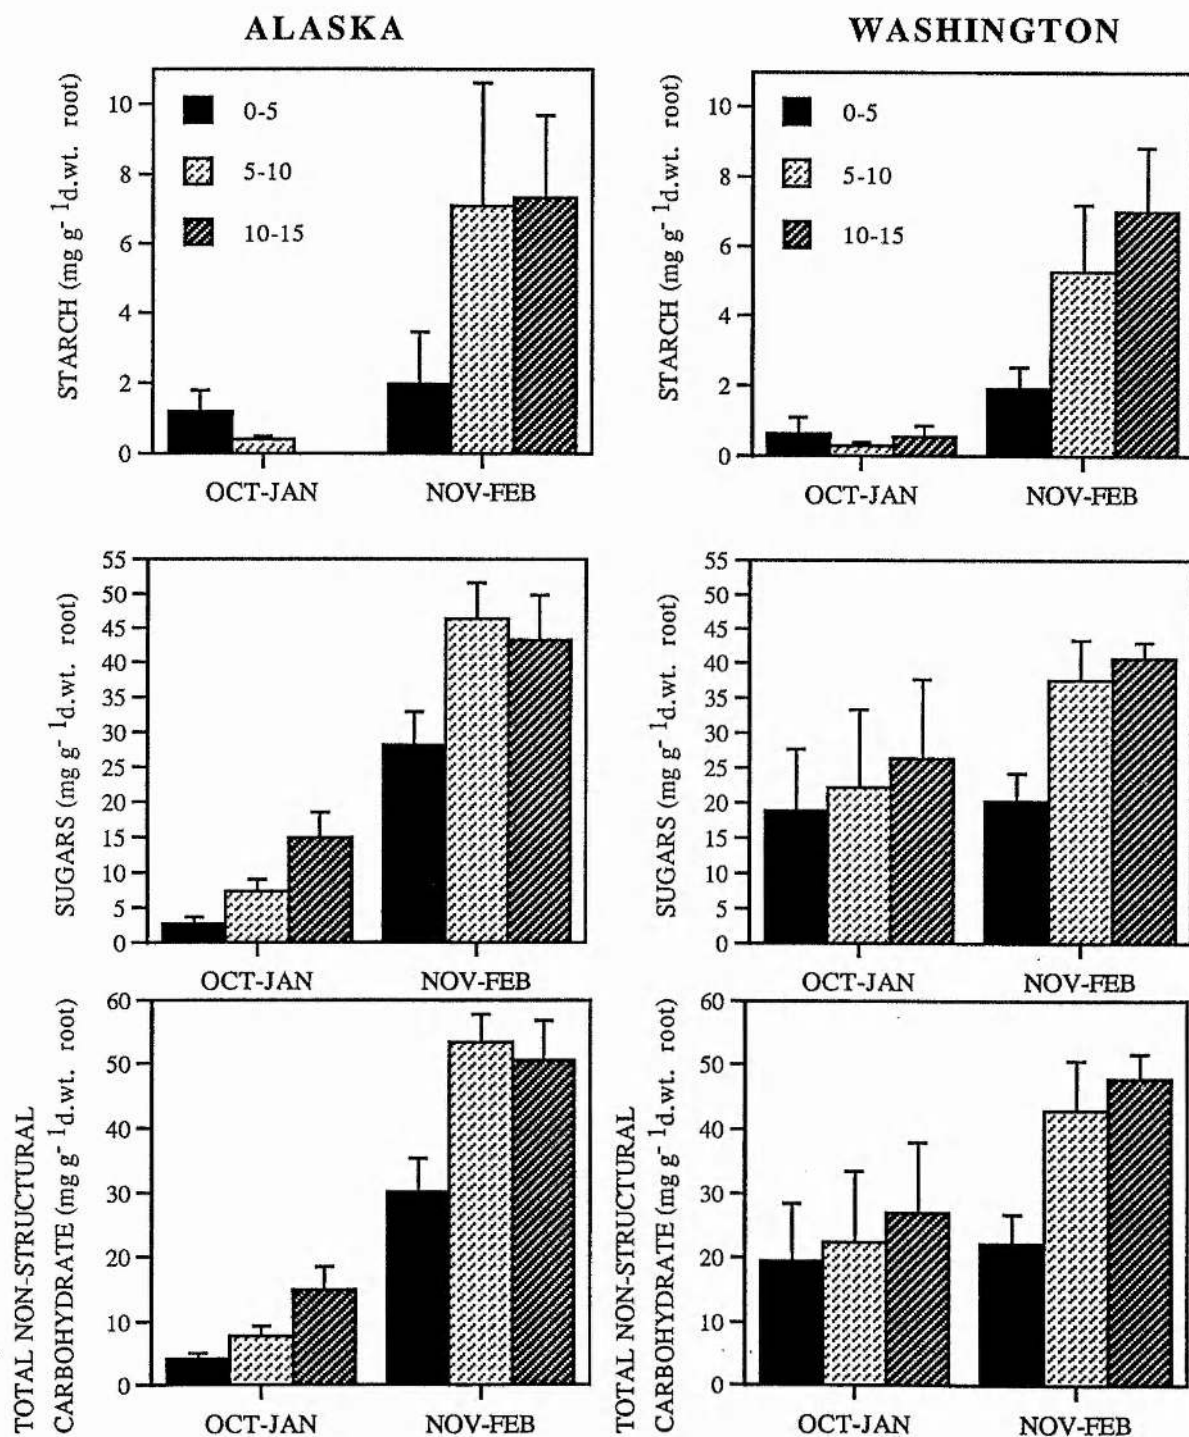 ALASKA
WASHINGTON
STARCH (mg g- 1d.wt. root)
10
8
6
4
2
0
0-5
5-10
10-15
OCT-JAN
NOV-FEB
STARCH (mg g- 1d.wt. root)
10
8
6
4
2
0
0-5
5-10
10-15
OCT-JAN
NOV-FEB
SUGARS (mg g- 1d.wt. root)
55
50
45
40
35
30
25
20
15
10
5
0
OCT-JAN
NOV-FEB
SUGARS (mg g- 1d.wt. root)
55
50
45
40
35
30
25
20
15
10
5
0
OCT-JAN
NOV-FEB
TOTAL NON-STRUCTURAL
CARBOHYDRATE (mg g- 1d.wt. root)
60
50
40
30
20
10
0
OCT-JAN
NOV-FEB
TOTAL NON-STRUCTURAL
CARBOHYDRATE (mg g- 1d.wt. root)
60
50
40
30
20
10
0
OCT-JAN
NOV-FEB